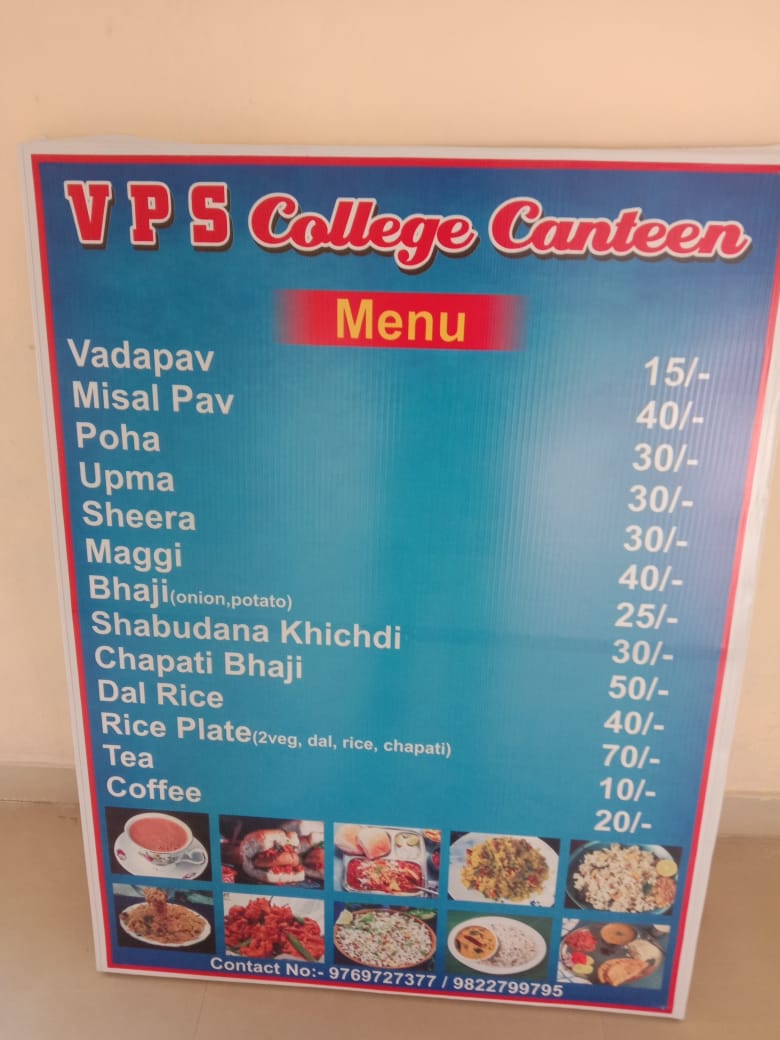 VPS College Canteen
Menu
Vadapav 15/-
Misal Pav 40/-
Poha 30/-
Upma 30/-
Sheera 30/-
Maggi 40/-
Bhaji(onion,potato) 25/-
Shabudana Khichdi 30/-
Chapati Bhaji 50/-
Dal Rice 40/-
Rice Plate(2veg, dal, rice, chapati) 70/-
Tea 10/-
Coffee 20/-
Contact No:- 9769727377 / 9822799795